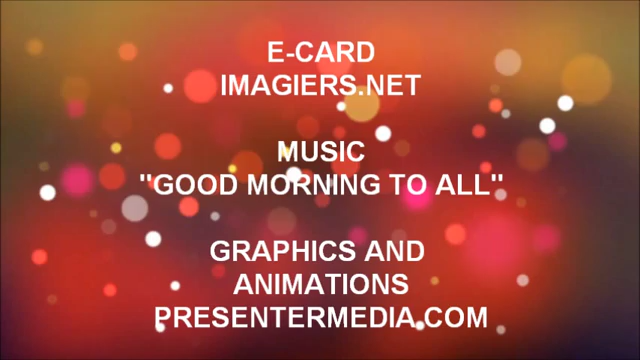 E-CARD
IMAGIERS.NET
MUSIC
"GOOD MORNING TO ALL"
GRAPHICS AND
ANIMATIONS
PRESENTERMEDIA.COM